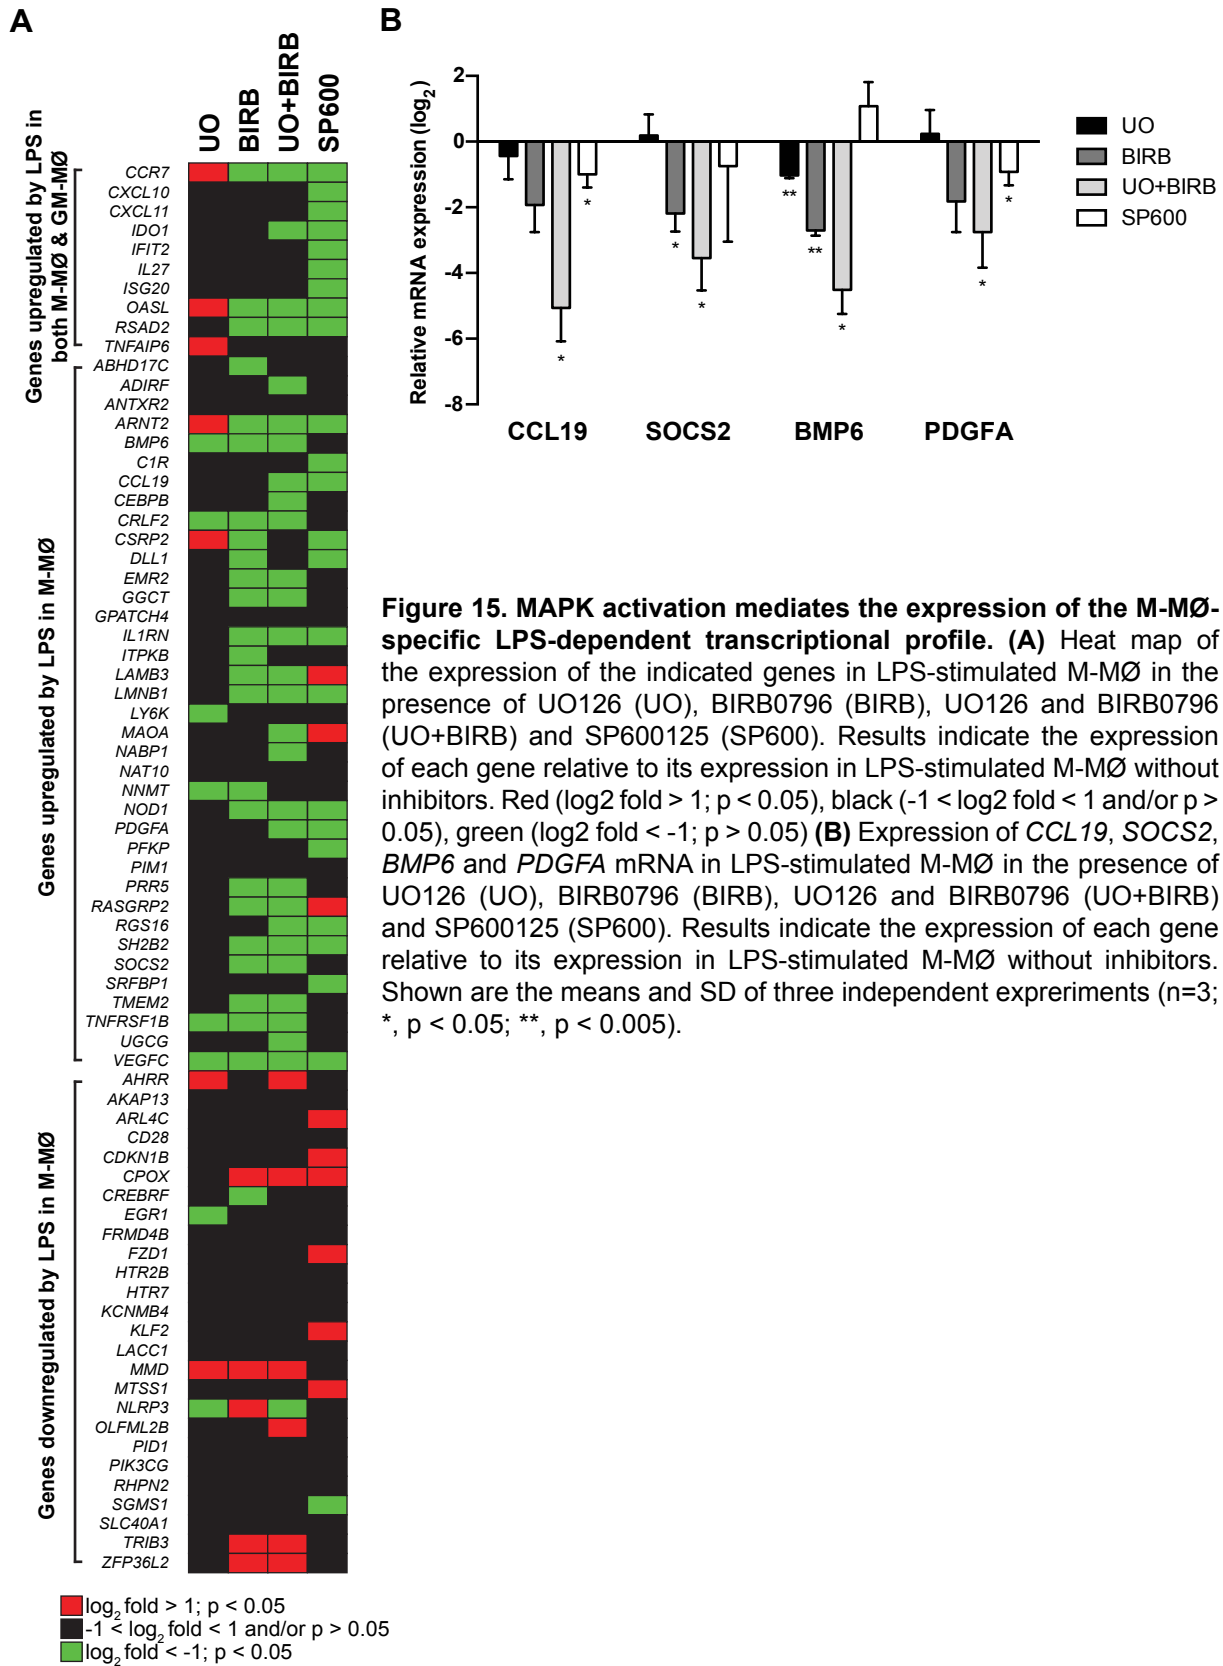 A
UO
BIRB
UO+BIRB
SP600
Genes upregulated by LPS in
both M-MØ & GM-MØ
CCR7
CXCL10
CXCL11
IDO1
IFIT2
IL27
ISG20
OASL
RSAD2
TNFAIP6
Genes upregulated by LPS in M-MØ
ABHD17C
ADIRF
ANTXR2
ARNT2
BMP6
C1R
CCL19
CEBPB
CRLF2
CSRP2
DLL1
EMR2
GGCT
GPATCH4
IL1RN
ITPKB
LAMB3
LMNB1
LY6K
MAOA
NABP1
NAT10
NNMT
NOD1
PDGFA
PFKP
PIM1
PRR5
RASGRP2
RGS16
SH2B2
SOCS2
SRFBP1
TMEM2
TNFRSF1B
UGCG
VEGFC
Genes downregulated by LPS in M-MØ
AHRR
AKAP13
ARL4C
CD28
CDKN1B
CPOX
CREBRF
EGR1
FRMD4B
FZD1
HTR2B
HTR7
KCNMB4
KLF2
LACC1
MMD
MTSS1
NLRP3
OLFML2B
PID1
PIK3CG
RHPN2
SGMS1
SLC40A1
TRIB3
ZFP36L2
log2 fold > 1; p < 0.05
-1 < log2 fold < 1 and/or p > 0.05
log2 fold < -1; p < 0.05
B
Relative mRNA expression (log2)
2
0
-2
-4
-6
-8
*
*
*
*
**
**
*
*
*
CCL19
SOCS2
BMP6
PDGFA
UO
BIRB
UO+BIRB
SP600
Figure 15. MAPK activation mediates the expression of the M-MØ-
specific LPS-dependent transcriptional profile. (A) Heat map of
the expression of the indicated genes in LPS-stimulated M-MØ in the
presence of UO126 (UO), BIRB0796 (BIRB), UO126 and BIRB0796
(UO+BIRB) and SP600125 (SP600). Results indicate the expression
of each gene relative to its expression in LPS-stimulated M-MØ without
inhibitors. Red (log2 fold > 1; p < 0.05), black (-1 < log2 fold < 1 and/or p >
0.05), green (log2 fold < -1; p > 0.05) (B) Expression of CCL19, SOCS2,
BMP6 and PDGFA mRNA in LPS-stimulated M-MØ in the presence of
UO126 (UO), BIRB0796 (BIRB), UO126 and BIRB0796 (UO+BIRB)
and SP600125 (SP600). Results indicate the expression of each gene
relative to its expression in LPS-stimulated M-MØ without inhibitors.
Shown are the means and SD of three independent expreriments (n=3;
*, p < 0.05; **, p < 0.005).